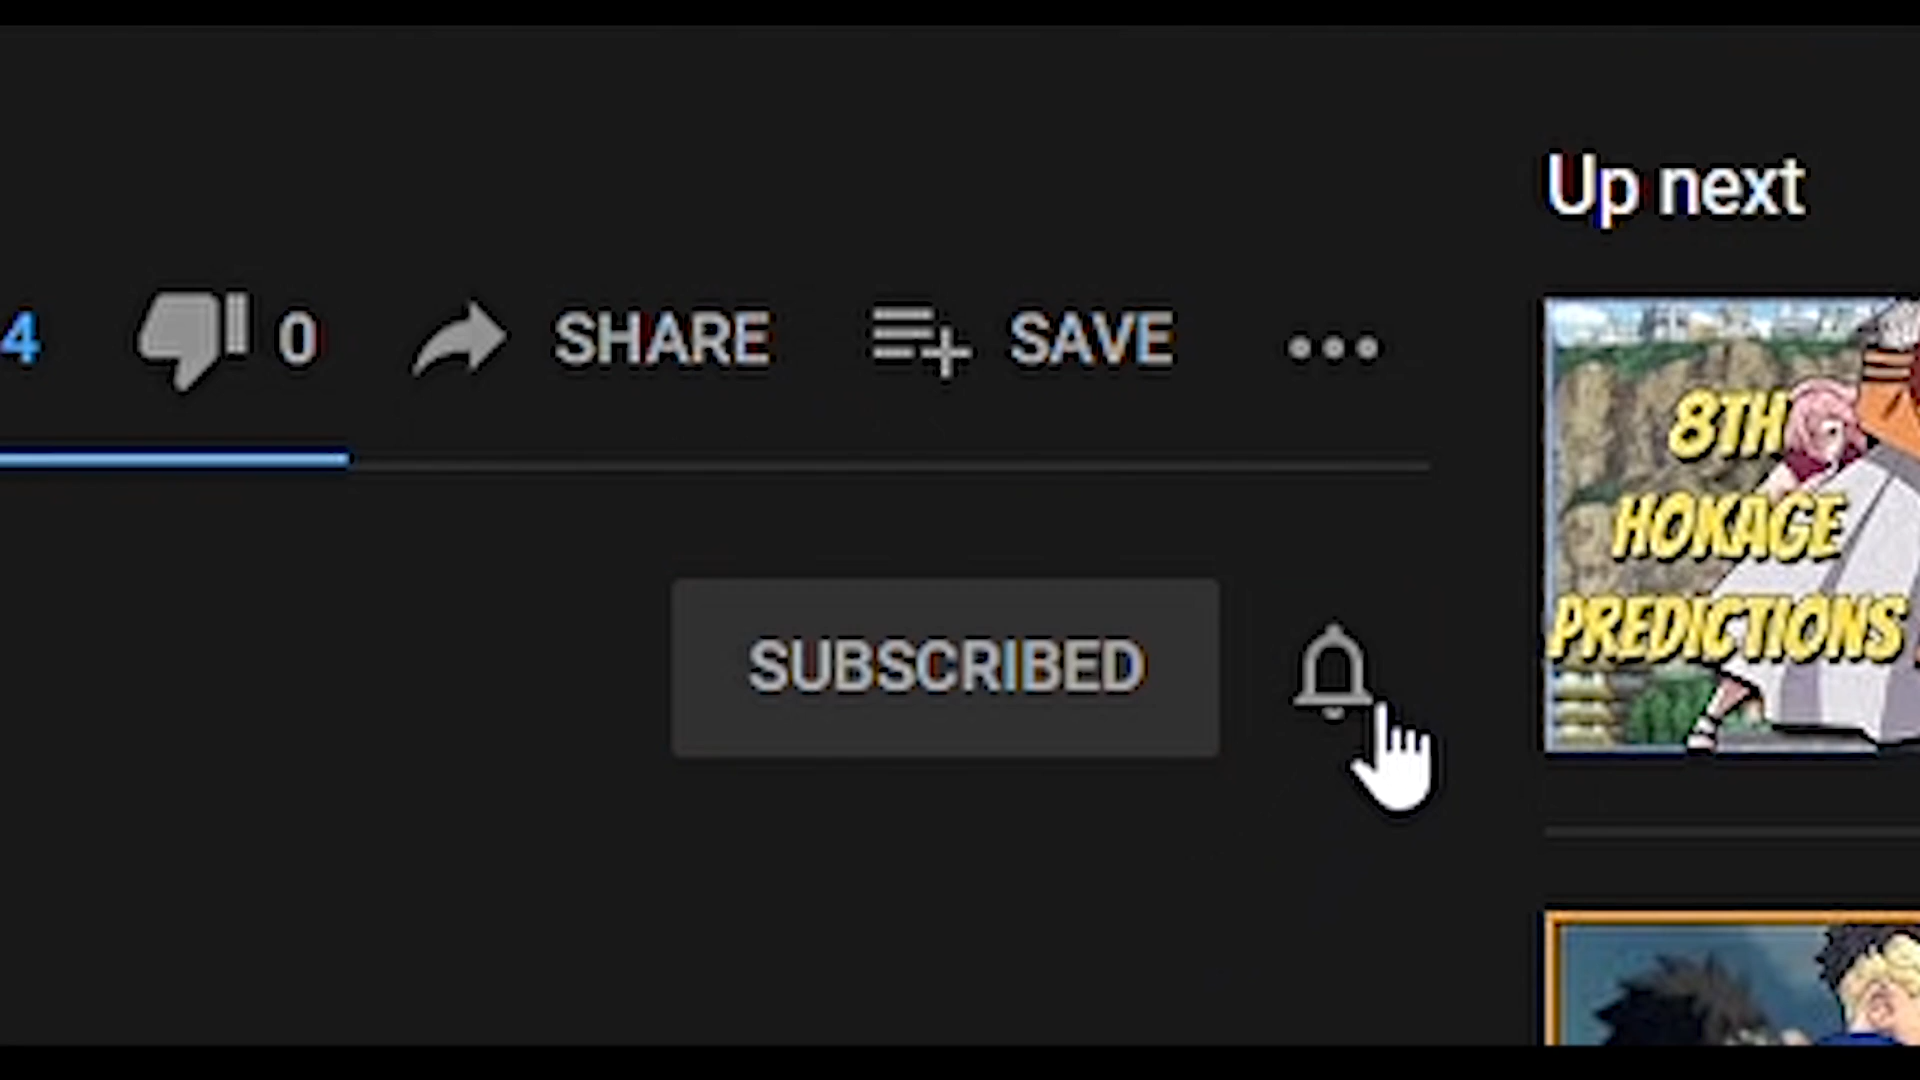 Up next
4 0 SHARE SAVE
8TH
HOKAGE
PREDICTIONS
SUBSCRIBED